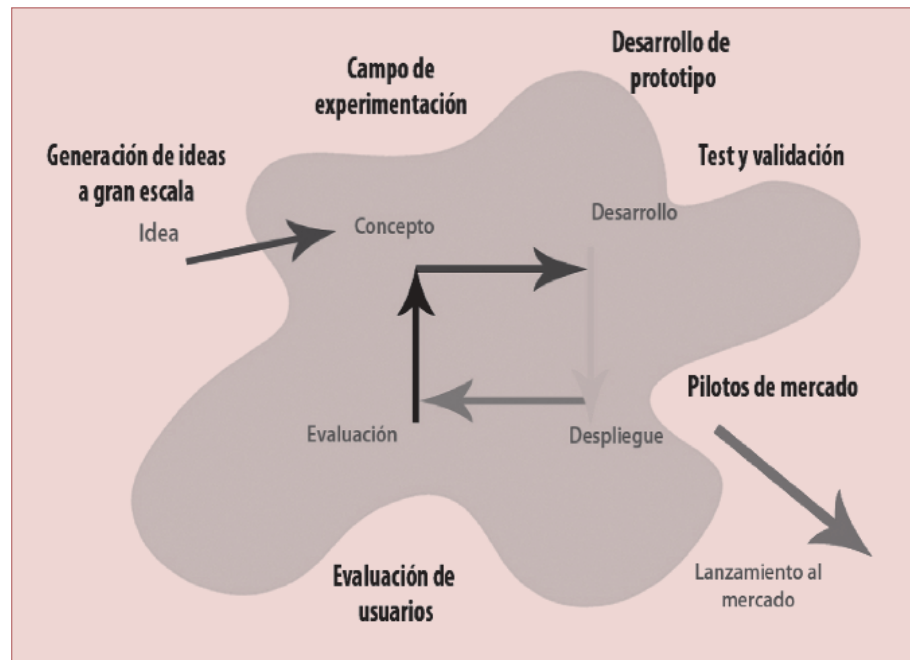 Desarrollo de
prototipo
Campo de
experimentación
Generación de ideas
a gran escala
Test y validación
Idea
Concepto
Desarrollo
Pilotos de mercado
Evaluación
Despliegue
Evaluación de
usuarios
Lanzamiento al
mercado